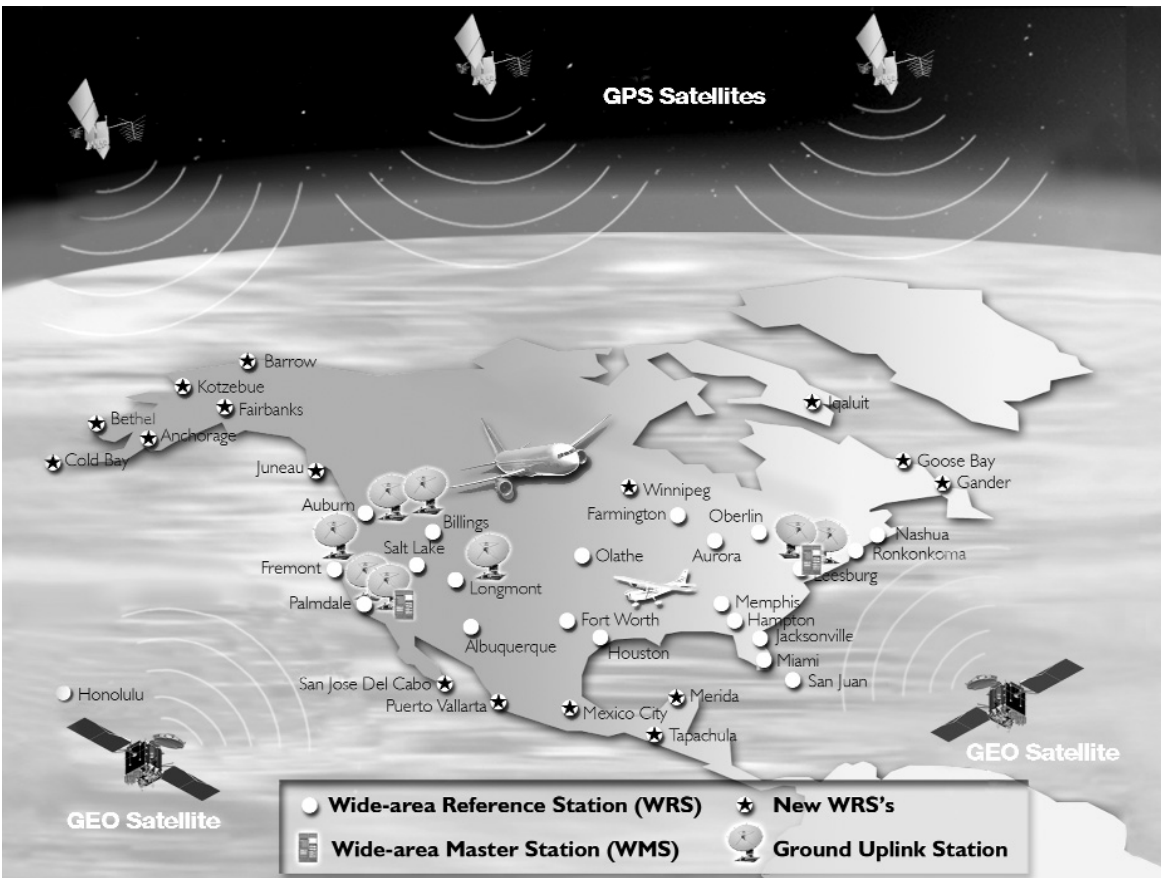 GPS Satellites
Barrow
Kotzebue
Fairbanks
Iqaluit
Bethel
Anchorage
Cold Bay
Juneau
Goose Bay
Gander
Winnipeg
Auburn
Farmington
Oberlin
Billings
Nashua
Aurora
Ronkonkoma
Salt Lake
Olathe
Fremont
Leesburg
Longmont
Palmdale
Memphis
Fort Worth
Hampton
Albuquerque
Jacksonville
Houston
Miami
San Jose Del Cabo
San Juan
Honolulu
Puerto Vallarta
Merida
Mexico City
Tapachula
GEO Satellite
GEO Satellite
Wide-area Reference Station (WRS)
New WRS's
Wide-area Master Station (WMS)
Ground Uplink Station